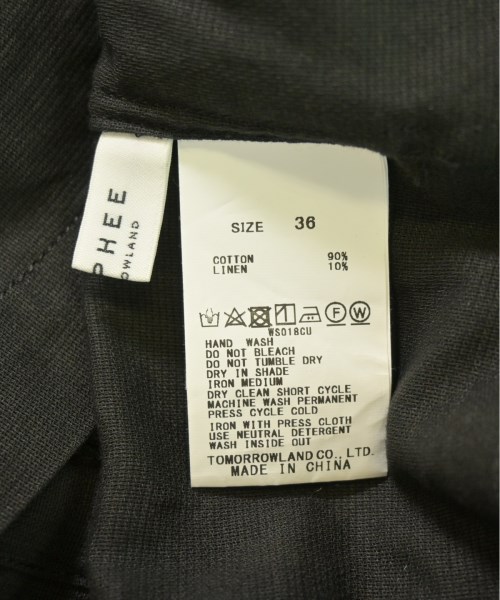 PHEE
OWLAND
SIZE 36
COTTON 90%
LINEN 10%
F W
WS018CU
HAND WASH
DO NOT BLEACH
DO NOT TUMBLE DRY
DRY IN SHADE
IRON MEDIUM
DRY CLEAN SHORT CYCLE
MACHINE WASH PERMANENT
PRESS CYCLE COLD
IRON WITH PRESS CLOTH
USE NEUTRAL DETERGENT
WASH INSIDE OUT
TOMORROWLAND CO., LTD.
MADE IN CHINA